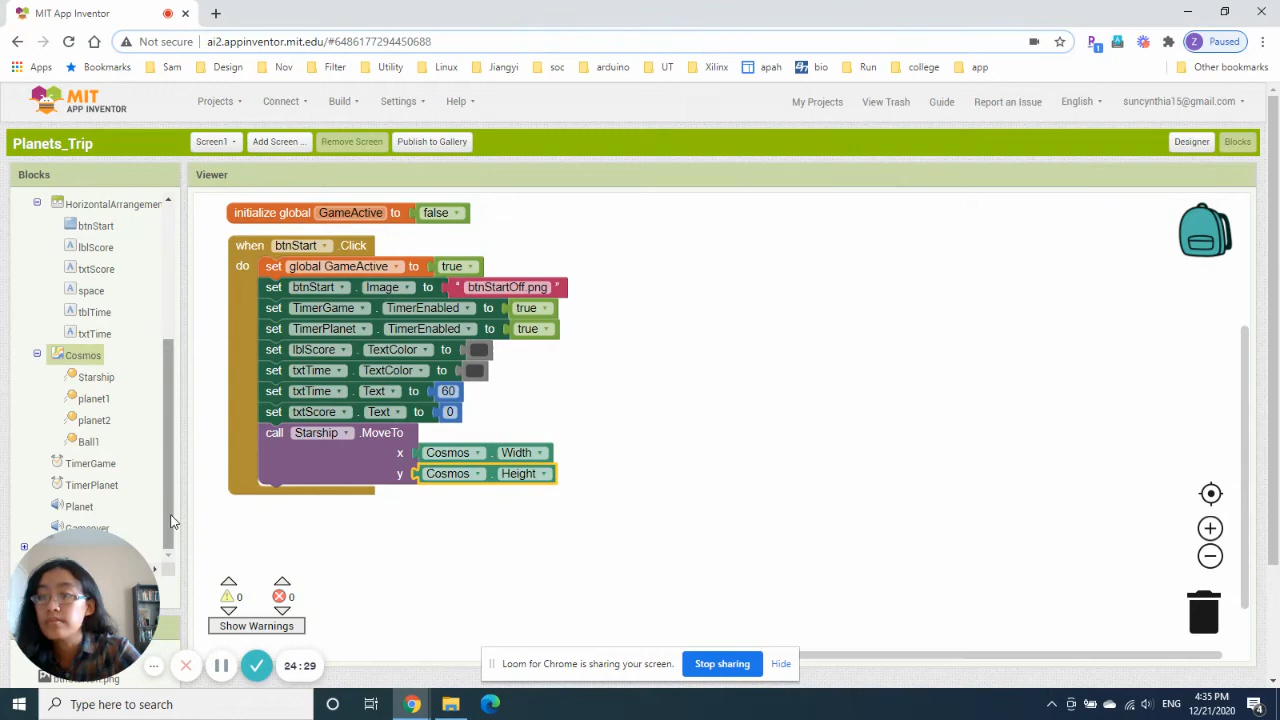 MIT App Inventor
Not secure ai2.appinventor.mit.edu/#6486177294450688 Z Paused
Apps Bookmarks Sam Design Nov Filter Utility Linux Jiangyi soc arduino UT Xilinx apah bio Run college app Other bookmarks
MIT
APP INVENTOR
Projects Connect Build Settings Help My Projects View Trash Guide Report an Issue English suncynthia15@gmail.com
Planets_Trip Screen1 Add Screen ... Remove Screen Publish to Gallery Designer Blocks
Blocks Viewer
HorizontalArrangemen
btnStart
lblScore
txtScore
space
tblTime
txtTime
Cosmos
Starship
planet1
planet2
Ball1
TimerGame
TimerPlanet
Planet
Gameover
initialize global GameActive to false
when btnStart .Click
do set global GameActive to true
set btnStart . Image to " btnStartOff.png "
set TimerGame . TimerEnabled to true
set TimerPlanet . TimerEnabled to true
set lblScore . TextColor to
set txtTime . TextColor to
set txtTime . Text to 60
set txtScore . Text to 0
call Starship .MoveTo
x Cosmos . Width
y Cosmos . Height
0 0
Show Warnings
24:29
Loom for Chrome is sharing your screen. Stop sharing Hide
Type here to search
ENG
4:35 PM
12/21/2020
4